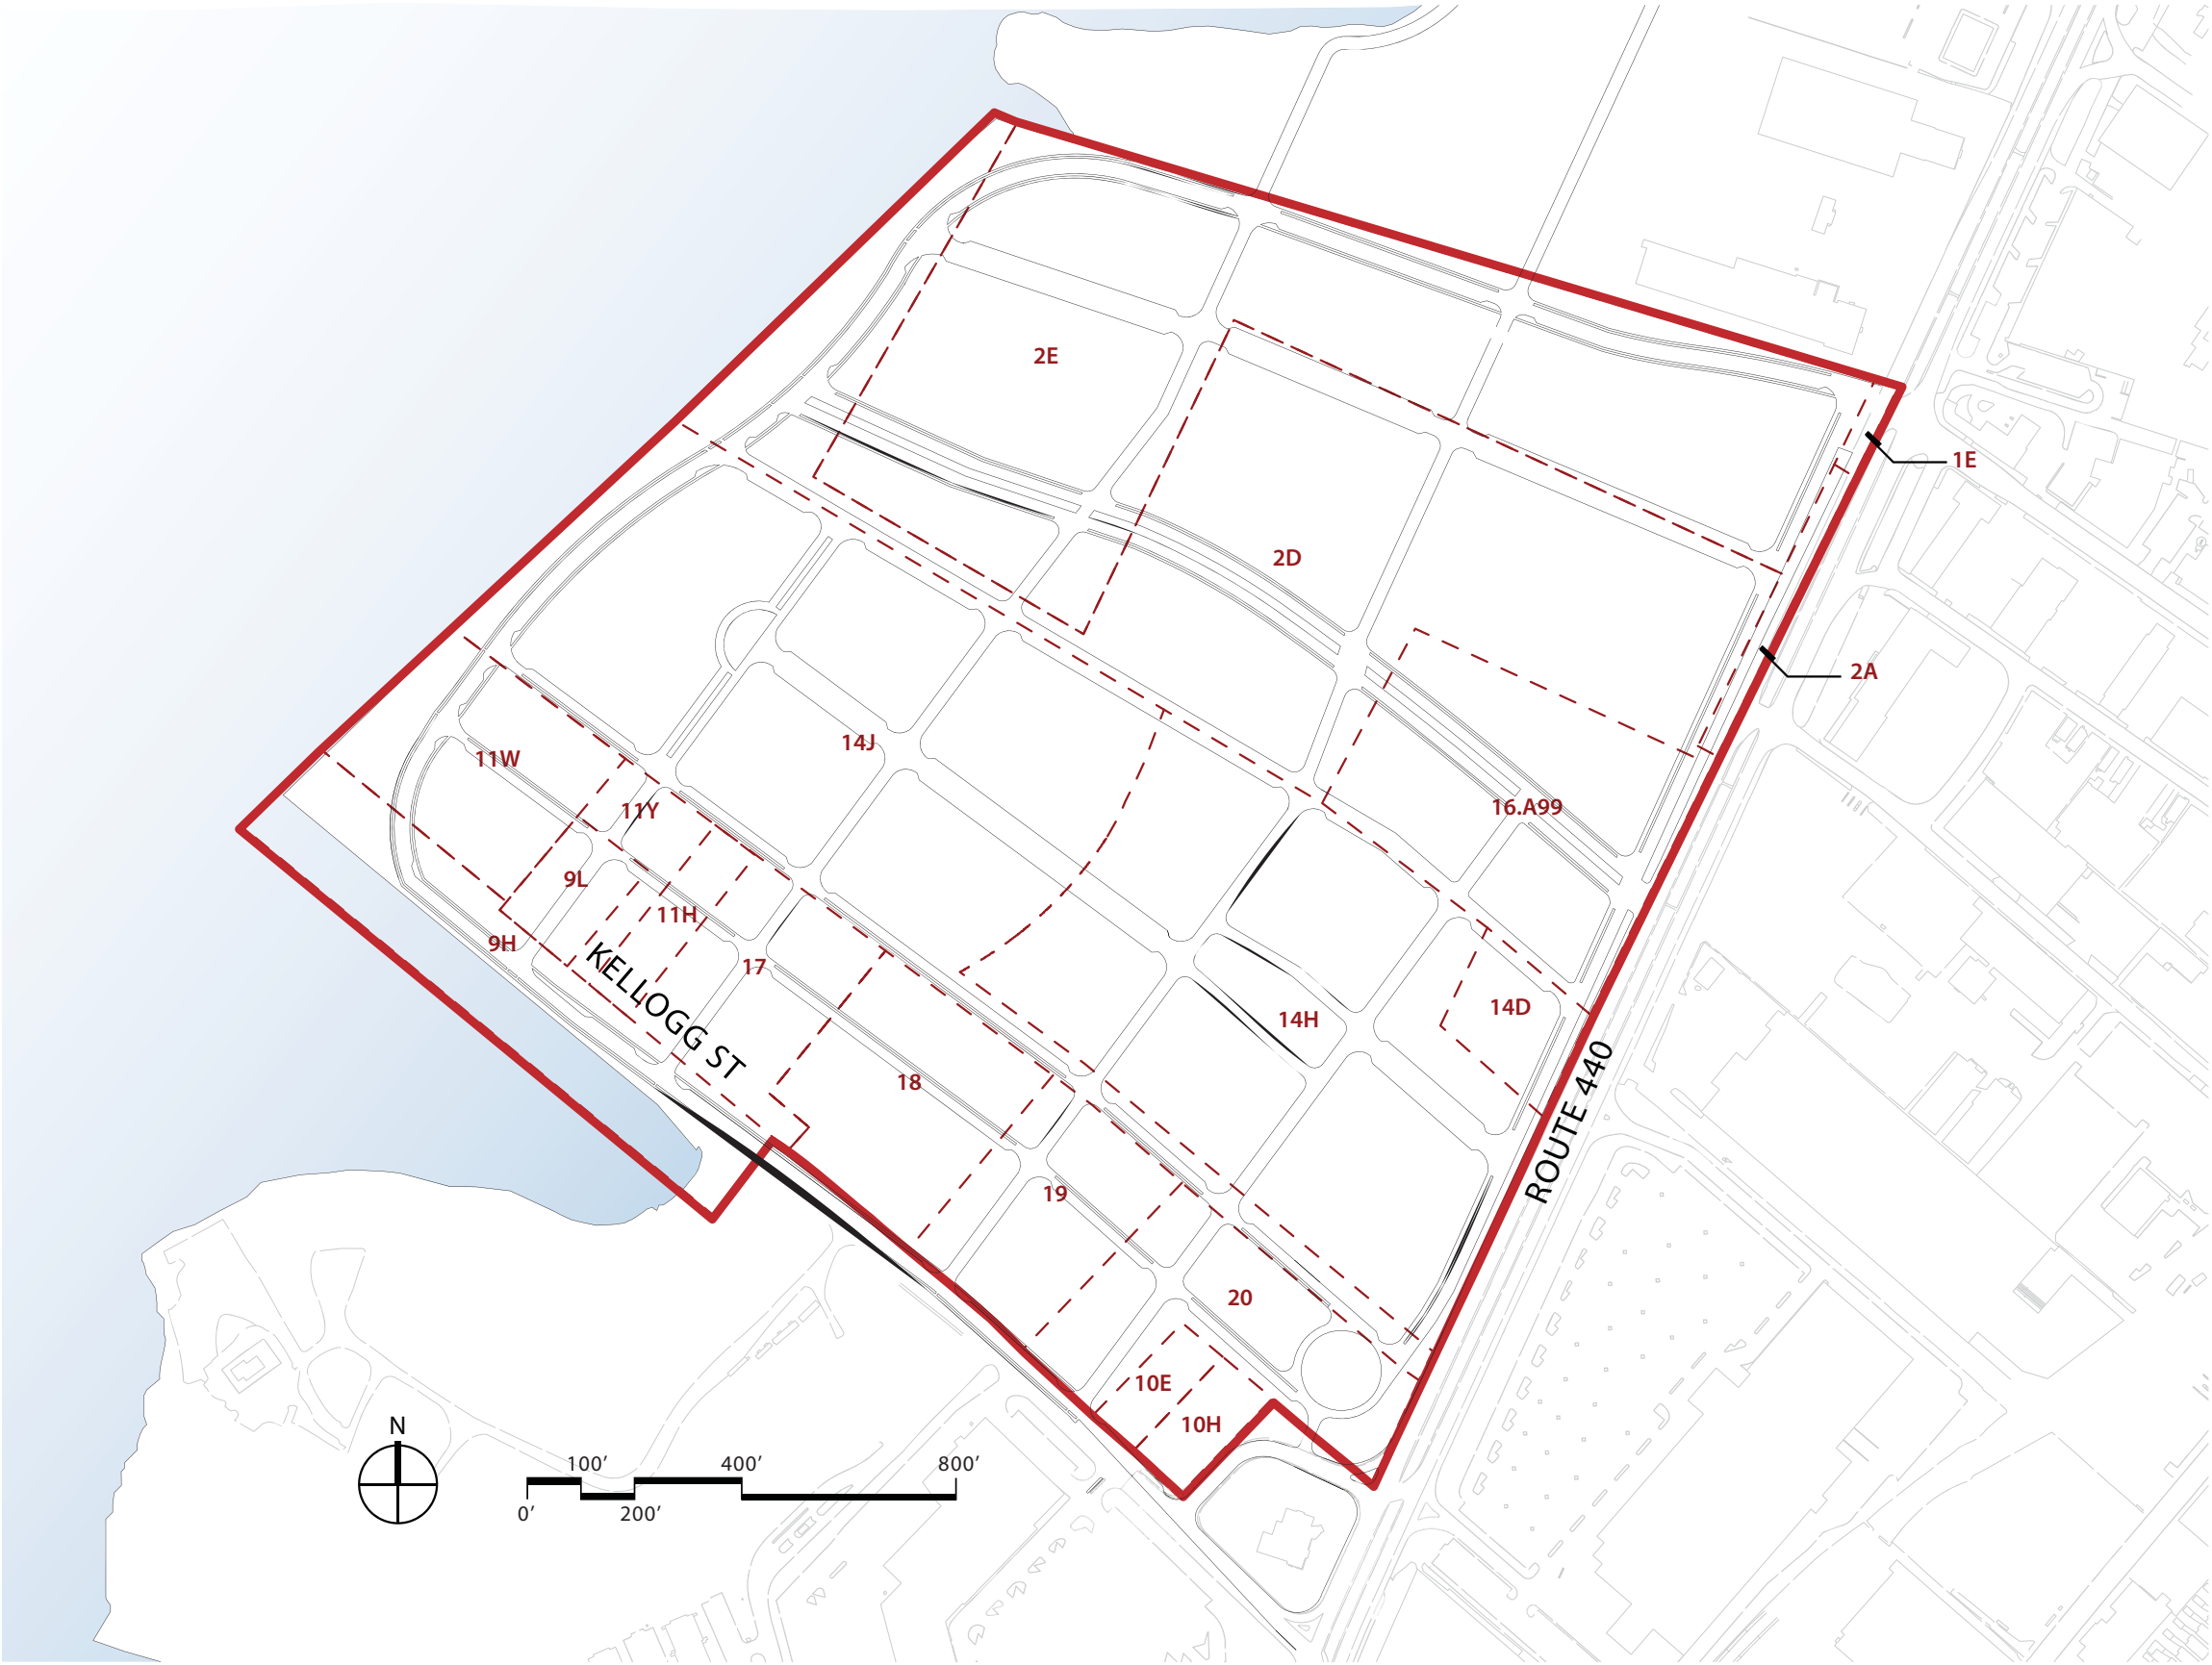 2E
1E
2D
2A
14J
11W
11Y
16.A99
9L
11H
9H
KELLOGG ST
17
14D
14H
18
ROUTE 440
19
20
10E
10H
N
100’ 400’ 800’
0’ 200’